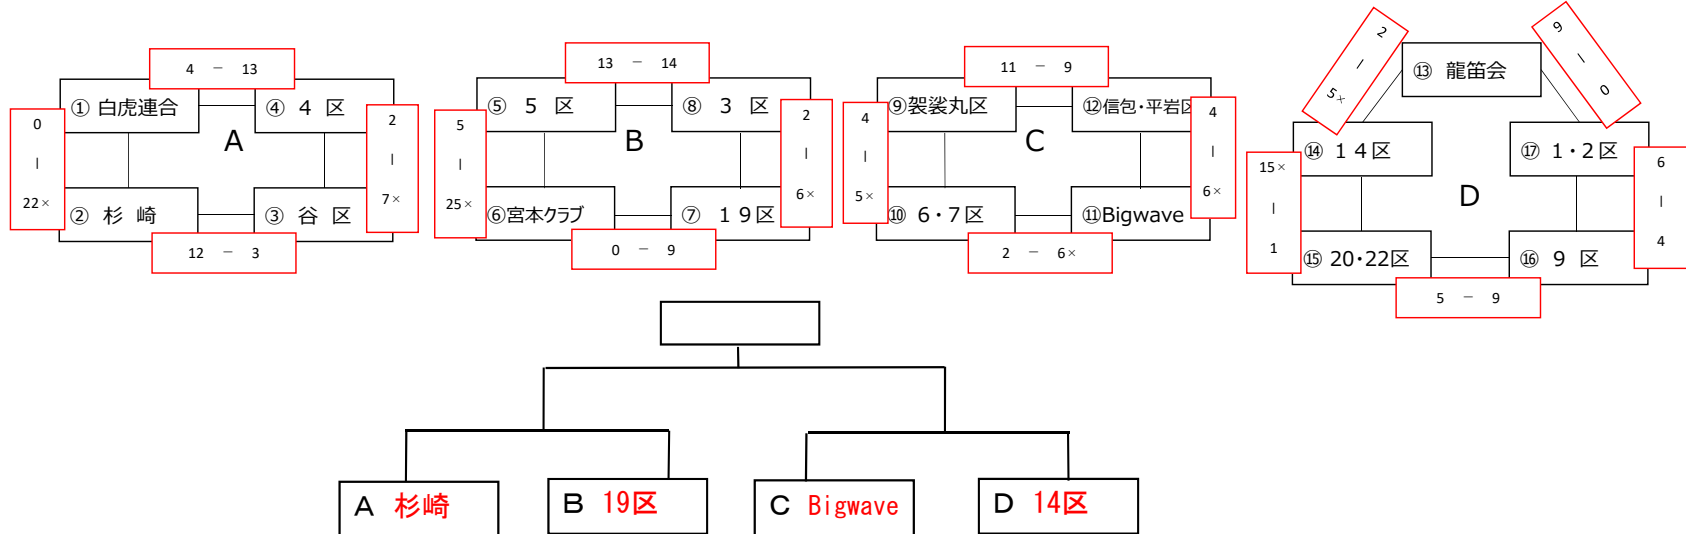 4 － 13
① 白虎連合
④ 4 区
0
｜
22×
A
2
｜
7×
② 杉 崎
③ 谷 区
12 － 3
13 － 14
⑤ 5 区
⑧ 3 区
5
｜
25×
B
2
｜
6×
⑥宮本クラブ
⑦ 19区
0 － 9
11 － 9
⑨袈裟丸区
⑫信包・平岩区
4
｜
5×
C
4
｜
6×
⑩ 6・7区
⑪Bigwave
2 － 6×
2
｜
5×
⑬ 龍笛会
9
｜
0
⑭ 14区
⑰ 1・2区
15×
｜
1
D
6
｜
4
⑮ 20・22区
⑯ 9 区
5 － 9
A 杉崎
B 19区
C Bigwave
D 14区